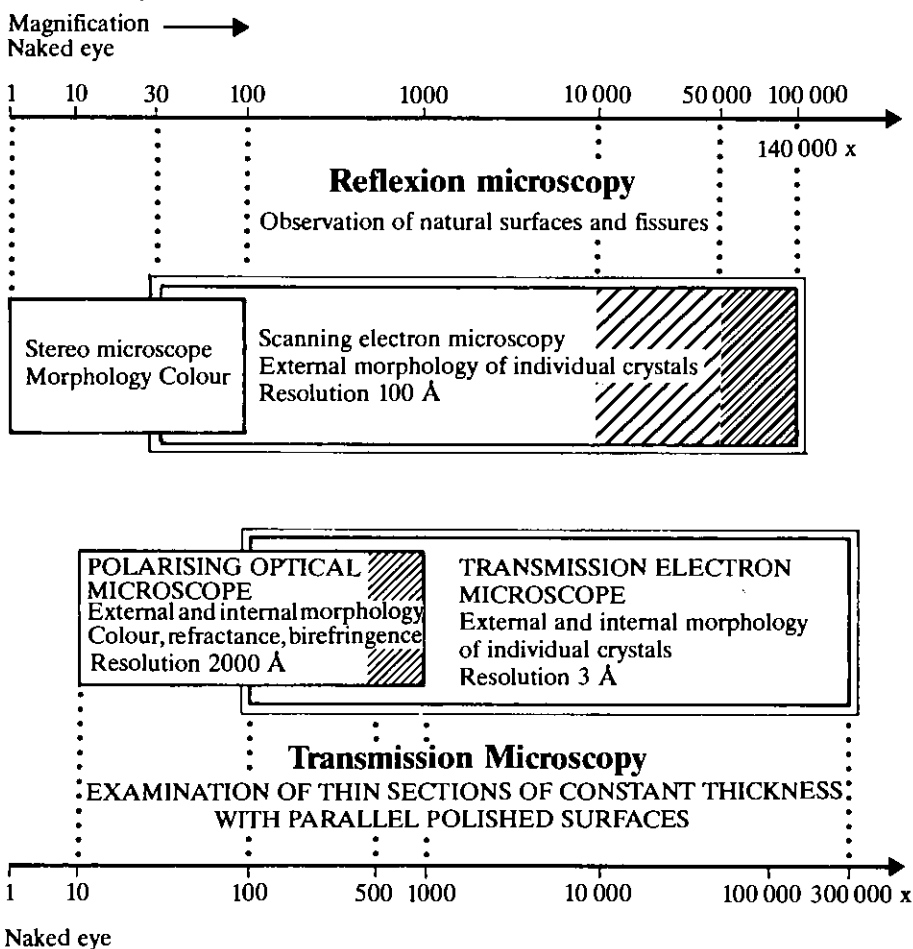 Magnification
Naked eye
1 10 30 100 1000 10 000 50 000 100 000
140 000 x
Reflexion microscopy
Observation of natural surfaces and fissures
Stereo microscope
Morphology Colour
Scanning electron microscopy
External morphology of individual crystals
Resolution 100 Å
POLARISING OPTICAL
MICROSCOPE
External and internal morphology
Colour, refractance, birefringence
Resolution 2000 Å
TRANSMISSION ELECTRON
MICROSCOPE
External and internal morphology
of individual crystals
Resolution 3 Å
Transmission Microscopy
EXAMINATION OF THIN SECTIONS OF CONSTANT THICKNESS
WITH PARALLEL POLISHED SURFACES
1 10 100 500 1000 10 000 100 000 300 000 x
Naked eye